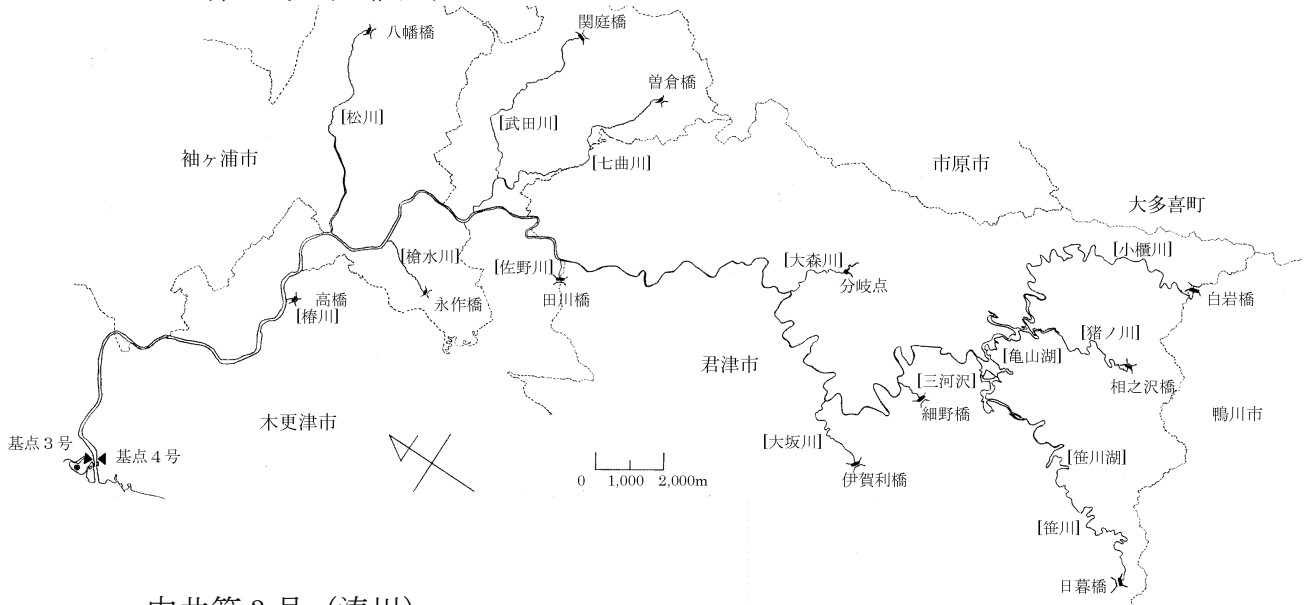 関庭橋
八幡橋
曽倉橋
[松川]
[武田川]
袖ヶ浦市
[七曲川]
市原市
大多喜町
[小櫃川]
[槍水川]
[佐野川]
[大森川]
分岐点
高橋
永作橋
田川橋
白岩橋
[椿川]
[猪ノ川]
[亀山湖]
君津市
[三河沢]
相之沢橋
細野橋
鴨川市
木更津市
基点3号
基点4号
[大坂川]
[笹川湖]
伊賀利橋
0 1,000 2,000m
[笹川]
日暮橋